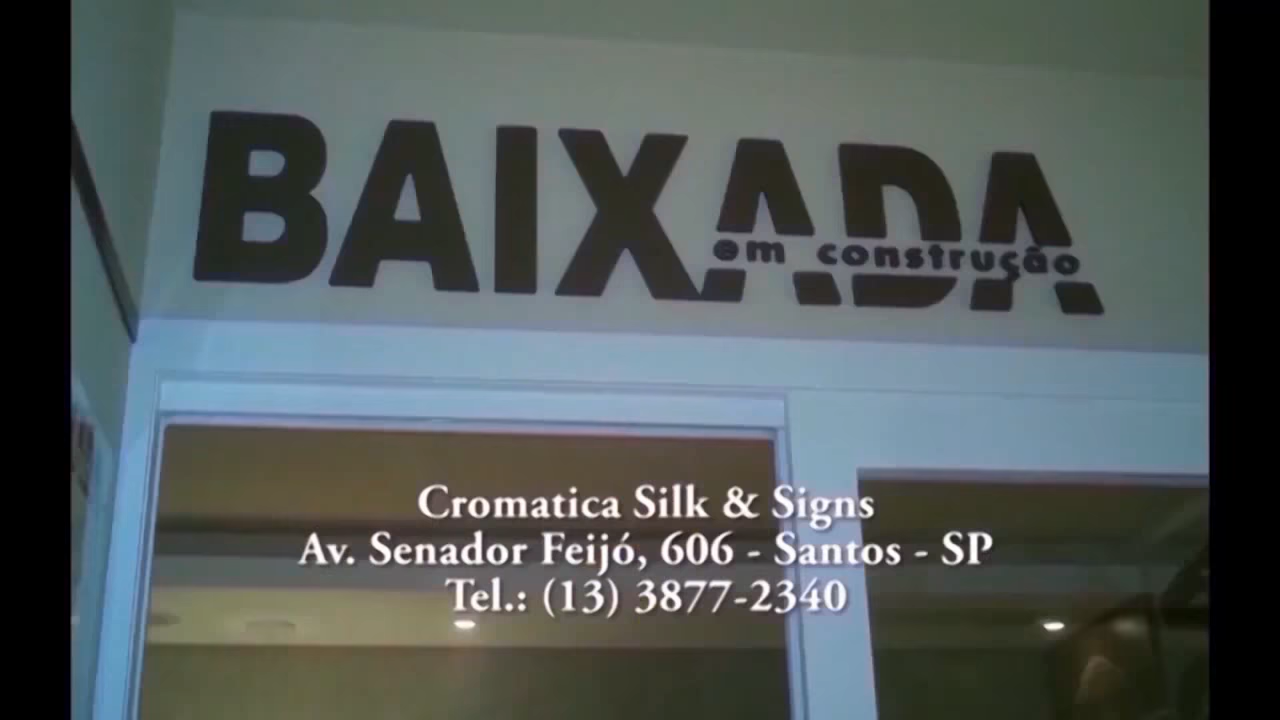 BAIXADA
em construção
Cromatica Silk & Signs
Av. Senador Feijó, 606 - Santos - SP
Tel.: (13) 3877-2340